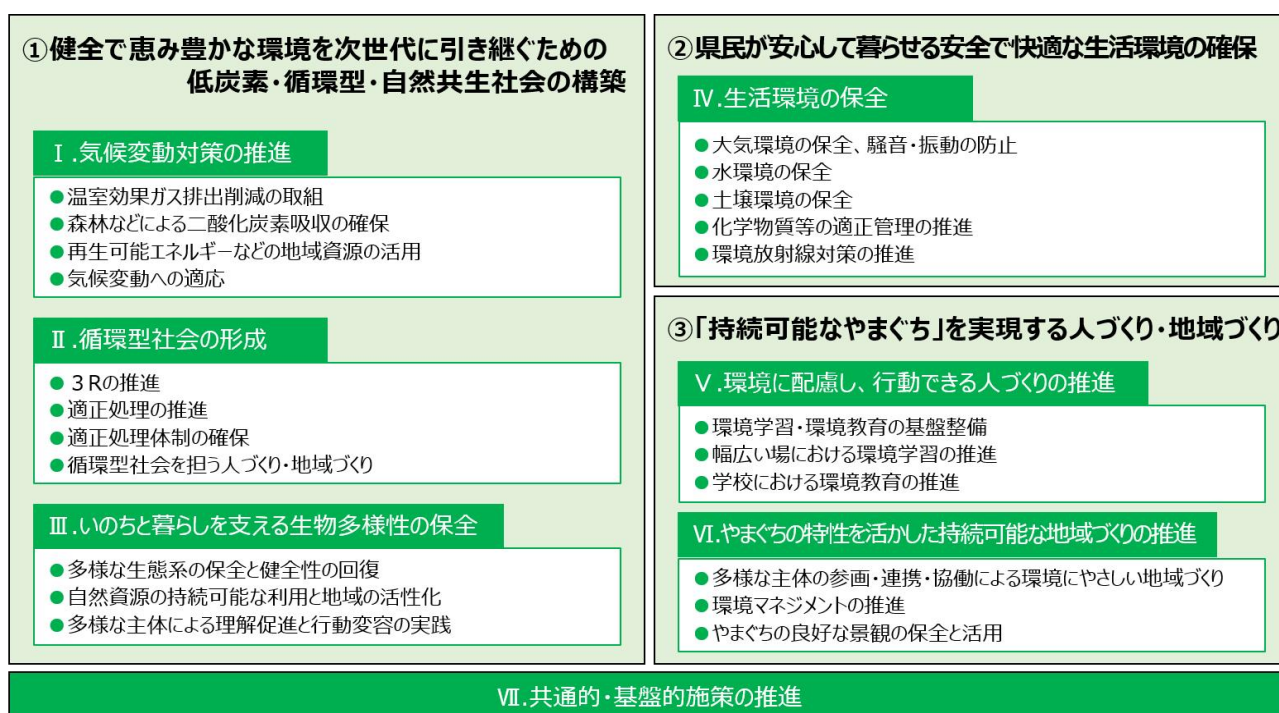 ①健全で恵み豊かな環境を次世代に引き継ぐための
低炭素・循環型・自然共生社会の構築
Ⅰ.気候変動対策の推進
●温室効果ガス排出削減の取組
●森林などによる二酸化炭素吸収の確保
●再生可能エネルギーなどの地域資源の活用
●気候変動への適応
Ⅱ.循環型社会の形成
●３Rの推進
●適正処理の推進
●適正処理体制の確保
●循環型社会を担う人づくり・地域づくり
Ⅲ.いのちと暮らしを支える生物多様性の保全
●多様な生態系の保全と健全性の回復
●自然資源の持続可能な利用と地域の活性化
●多様な主体による理解促進と行動変容の実践
②県民が安心して暮らせる安全で快適な生活環境の確保
Ⅳ.生活環境の保全
●大気環境の保全、騒音・振動の防止
●水環境の保全
●土壌環境の保全
●化学物質等の適正管理の推進
●環境放射線対策の推進
③「持続可能なやまぐち」を実現する人づくり・地域づくり
Ⅴ.環境に配慮し、行動できる人づくりの推進
●環境学習・環境教育の基盤整備
●幅広い場における環境学習の推進
●学校における環境教育の推進
Ⅵ.やまぐちの特性を活かした持続可能な地域づくりの推進
●多様な主体の参画・連携・協働による環境にやさしい地域づくり
●環境マネジメントの推進
●やまぐちの良好な景観の保全と活用
Ⅶ.共通的・基盤的施策の推進